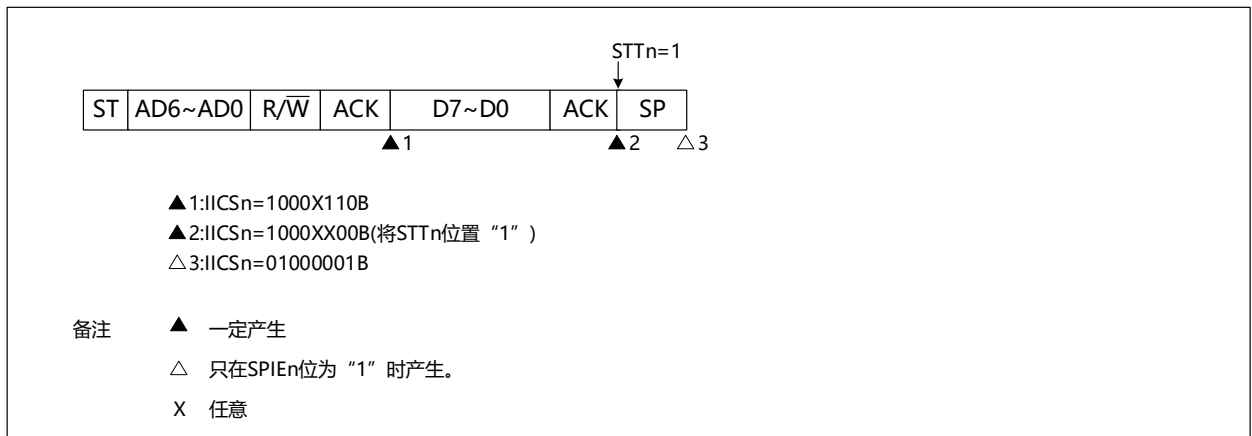 STTn=1
ST AD6~AD0 R/W̅ ACK D7~D0 ACK SP
▲1 ▲2 △3
▲1:IICSn=1000X110B
▲2:IICSn=1000XX00B(将STTn位置“1”)
△3:IICSn=01000001B
备注 ▲ 一定产生
△ 只在SPIEn位为“1”时产生。
X 任意